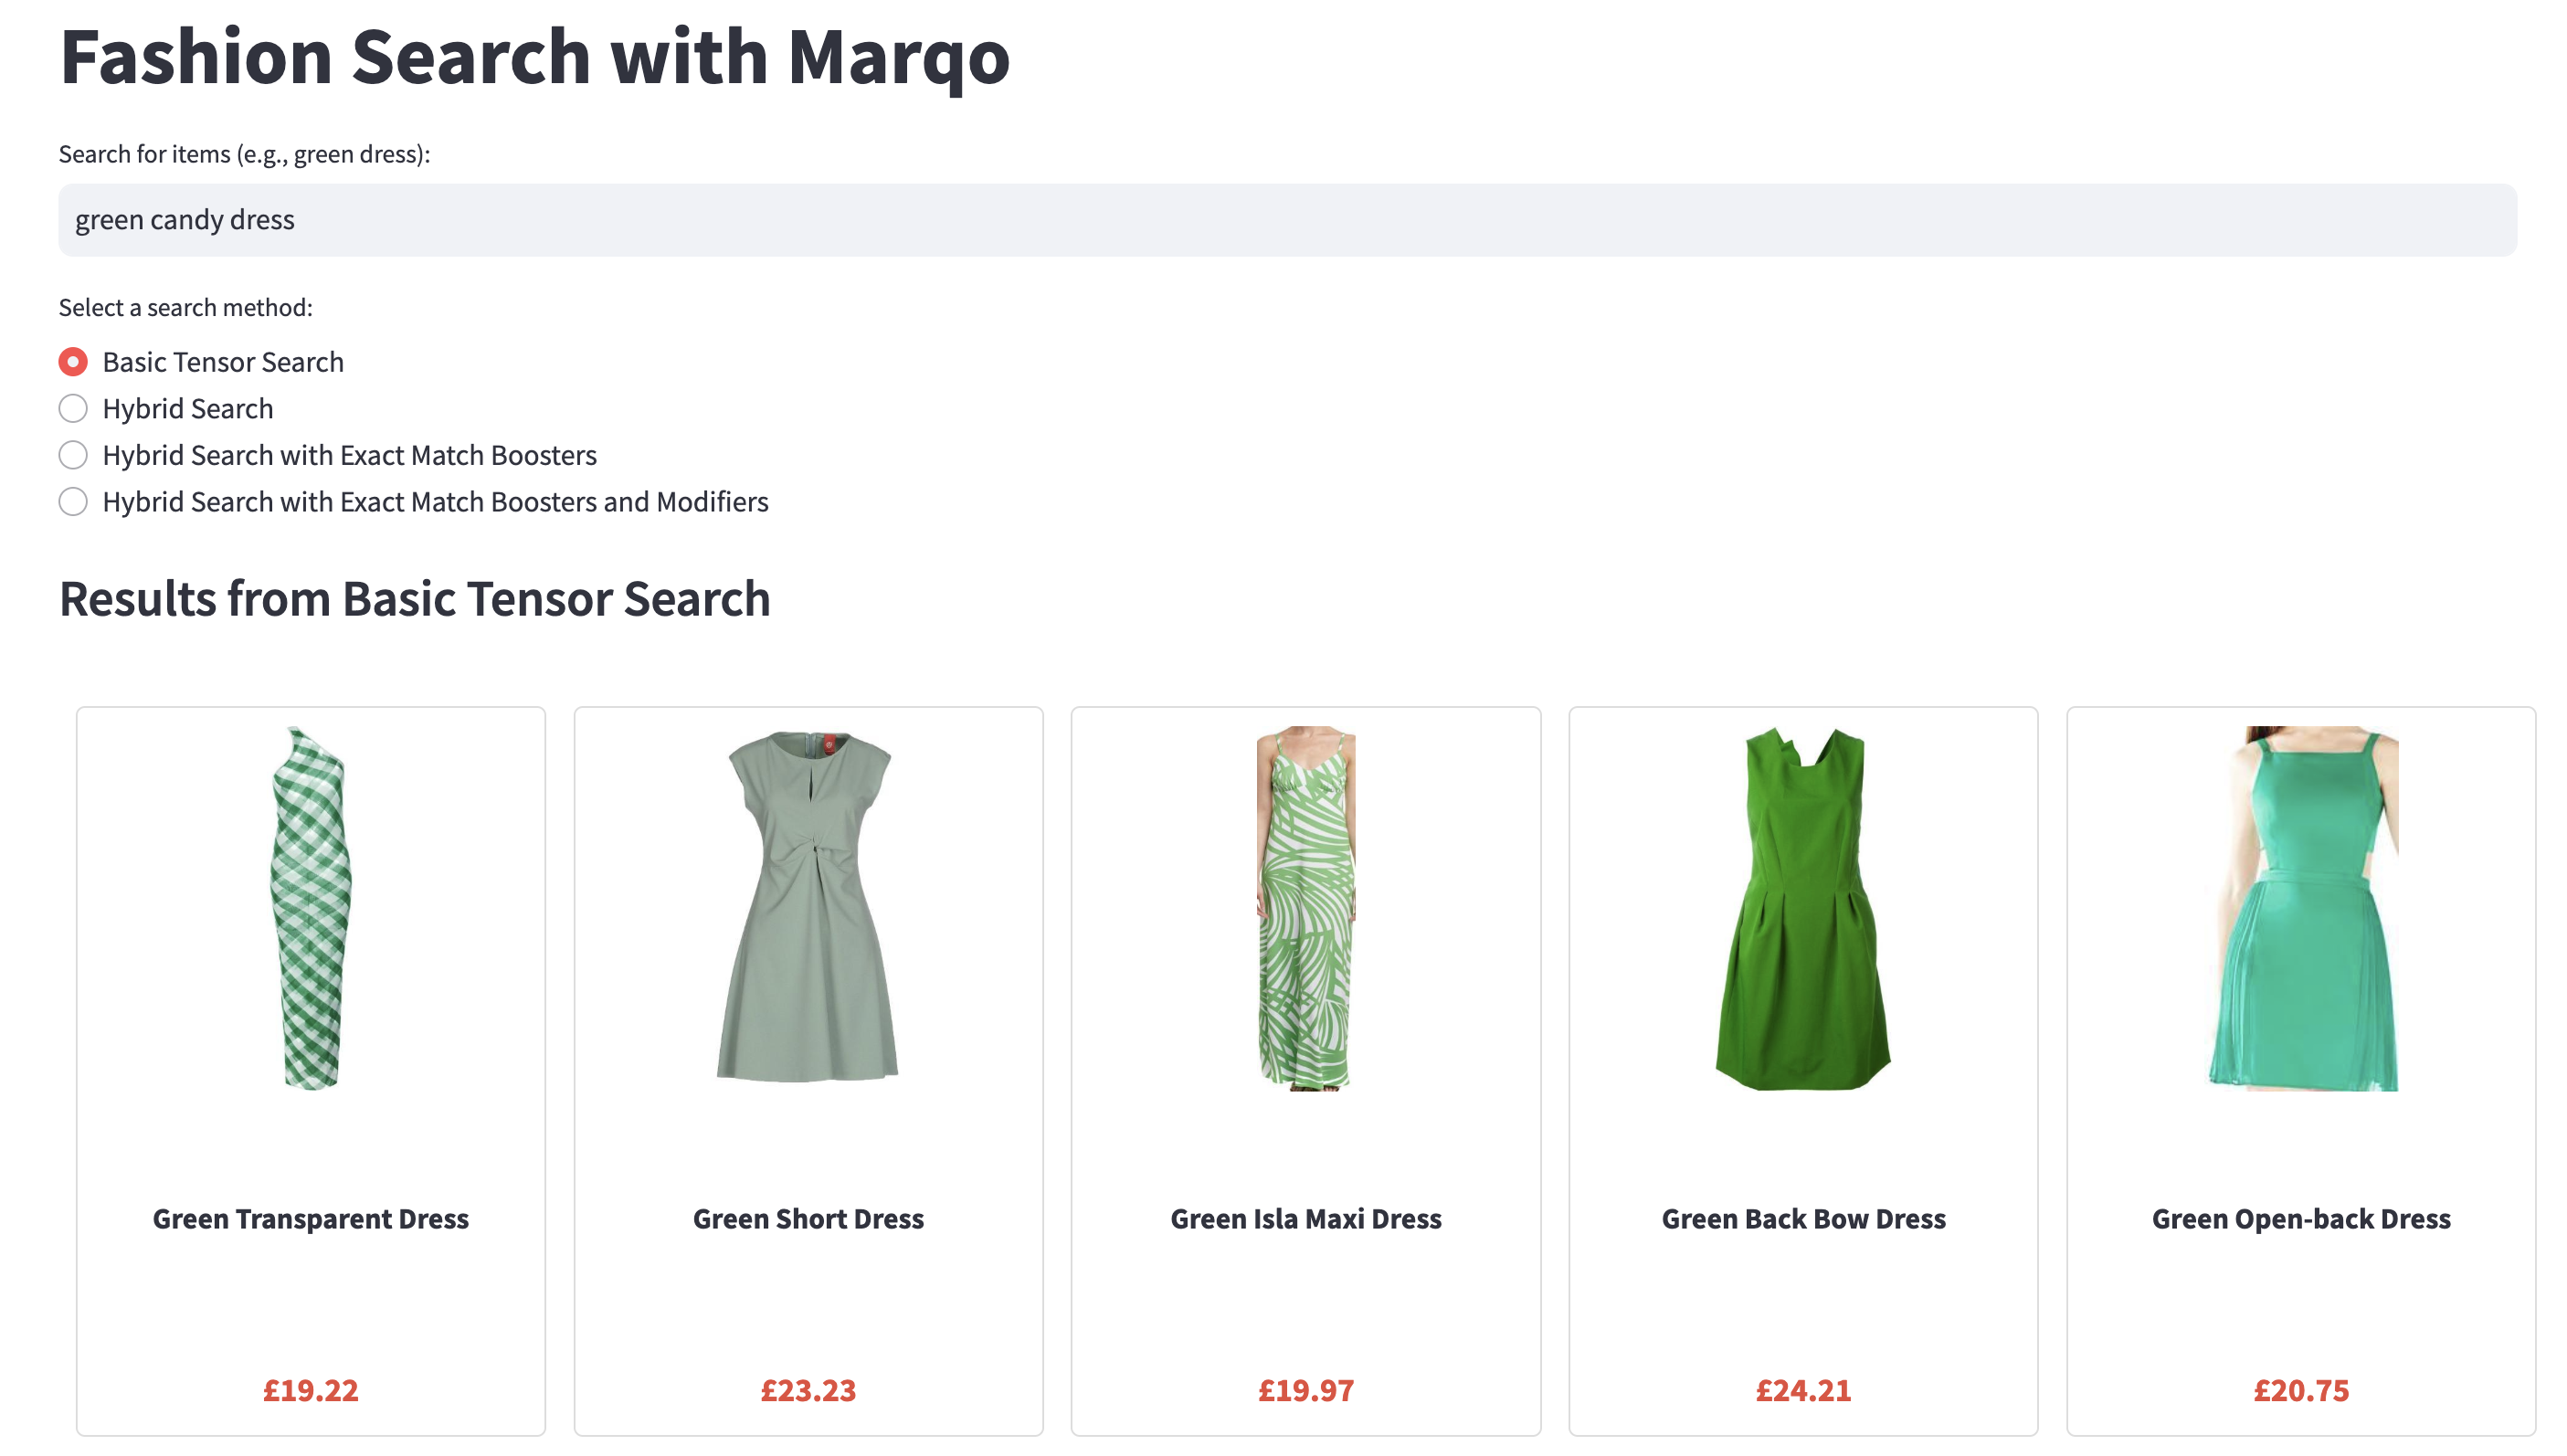 Fashion Search with Marqo
Search for items (e.g., green dress):
green candy dress
Select a search method:
Basic Tensor Search
Hybrid Search
Hybrid Search with Exact Match Boosters
Hybrid Search with Exact Match Boosters and Modifiers
Results from Basic Tensor Search
Green Transparent Dress
Green Short Dress
Green Isla Maxi Dress
Green Back Bow Dress
Green Open-back Dress
£19.22
£23.23
£19.97
£24.21
£20.75